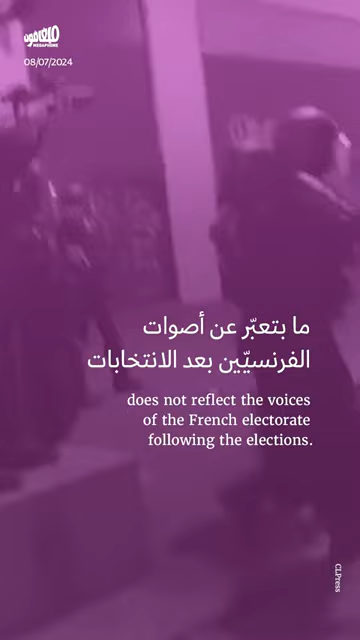 ميغافون
MEGAPHONE
08/07/2024
ما بتعبّر عن أصوات
الفرنسيّين بعد الانتخابات
does not reflect the voices
of the French electorate
following the elections.
CLPress